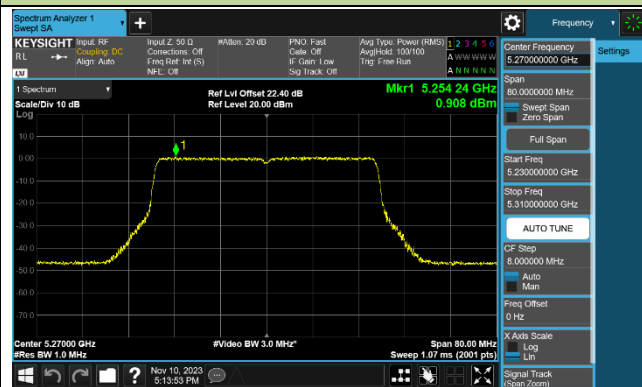 Spectrum Analyzer 1
Swept SA
Frequency
KEYSIGHT
RL
LXI
Input: RF
Coupling: DC
Align: Auto
Input Z: 50 Ω
Corrections: Off
Freq Ref: Int (S)
NFE: Off
#Atten: 20 dB
PNO: Fast
Gate: Off
IF Gain: Low
Sig Track: Off
Avg Type: Power (RMS)
Avg|Hold: 100/100
Trig: Free Run
1 2 3 4 5 6
A W W W W W
A N N N N N
1 Spectrum
Scale/Div 10 dB
Log
Ref Lvl Offset 22.40 dB
Ref Level 20.00 dBm
Mkr1 5.254 24 GHz
0.908 dBm
10.0
0.00
-10.0
-20.0
-30.0
-40.0
-50.0
-60.0
-70.0
1
Center 5.27000 GHz
#Res BW 1.0 MHz
#Video BW 3.0 MHz*
Span 80.00 MHz
Sweep 1.07 ms (2001 pts)
Nov 10, 2023
5:13:53 PM
Center Frequency
5.270000000 GHz
Settings
Span
80.0000000 MHz
Swept Span
Zero Span
Full Span
Start Freq
5.230000000 GHz
Stop Freq
5.310000000 GHz
AUTO TUNE
CF Step
8.000000 MHz
Auto
Man
Freq Offset
0 Hz
X Axis Scale
Log
Lin
Signal Track
(Span Zoom)